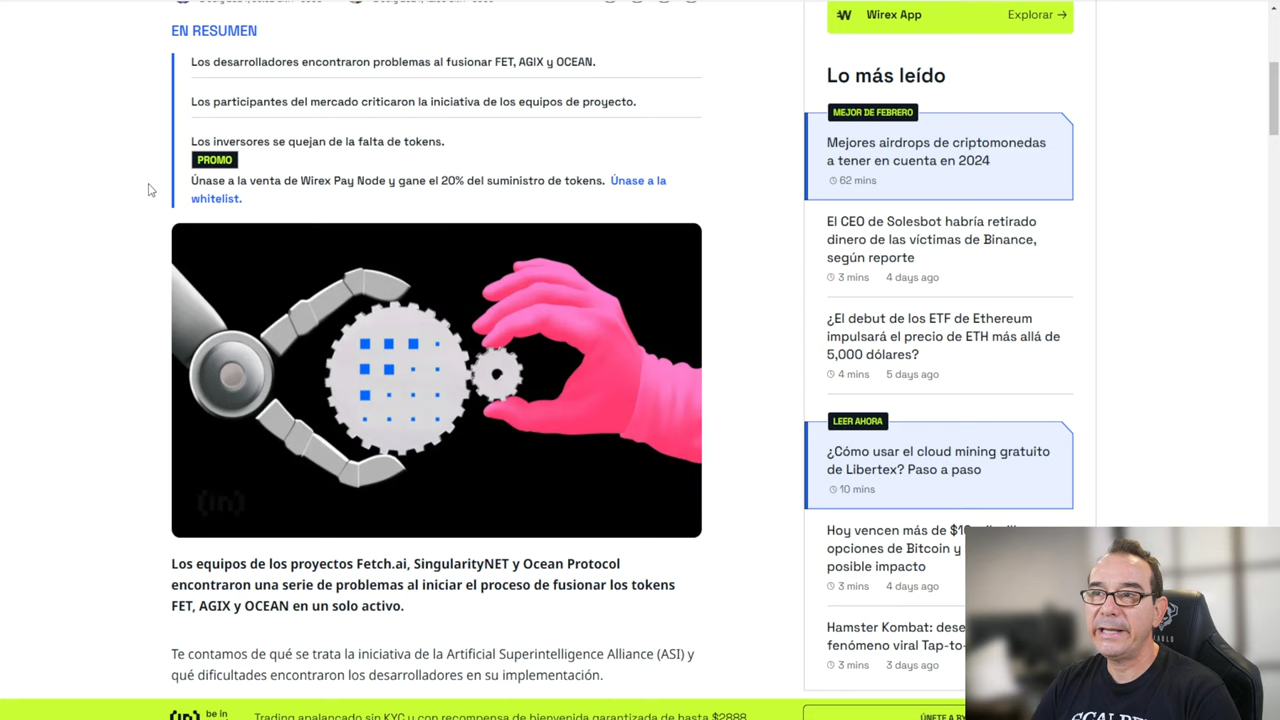 EN RESUMEN
Los desarrolladores encontraron problemas al fusionar FET, AGIX y OCEAN.
Los participantes del mercado criticaron la iniciativa de los equipos de proyecto.
Los inversores se quejan de la falta de tokens.
PROMO
Únase a la venta de Wirex Pay Node y gane el 20% del suministro de tokens. Únase a la
whitelist.
(in)
Los equipos de los proyectos Fetch.ai, SingularityNET y Ocean Protocol
encontraron una serie de problemas al iniciar el proceso de fusionar los tokens
FET, AGIX y OCEAN en un solo activo.
Te contamos de qué se trata la iniciativa de la Artificial Superintelligence Alliance (ASI) y
qué dificultades encontraron los desarrolladores en su implementación.
Wirex App
Explorar →
Lo más leído
MEJOR DE FEBRERO
Mejores airdrops de criptomonedas
a tener en cuenta en 2024
62 mins
El CEO de Solesbot habría retirado
dinero de las víctimas de Binance,
según reporte
3 mins 4 days ago
¿El debut de los ETF de Ethereum
impulsará el precio de ETH más allá de
5,000 dólares?
4 mins 5 days ago
LEER AHORA
¿Cómo usar el cloud mining gratuito
de Libertex? Paso a paso
10 mins
Hoy vencen más de $1
opciones de Bitcoin y
posible impacto
3 mins 4 days ago
Hamster Kombat: dese
fenómeno viral Tap-to-
3 mins 3 days ago
(in) be in
Trading apalancado sin KYC y con recompensa de bienvenida garantizada de hasta $2888
ÚNETE A
SCALPE